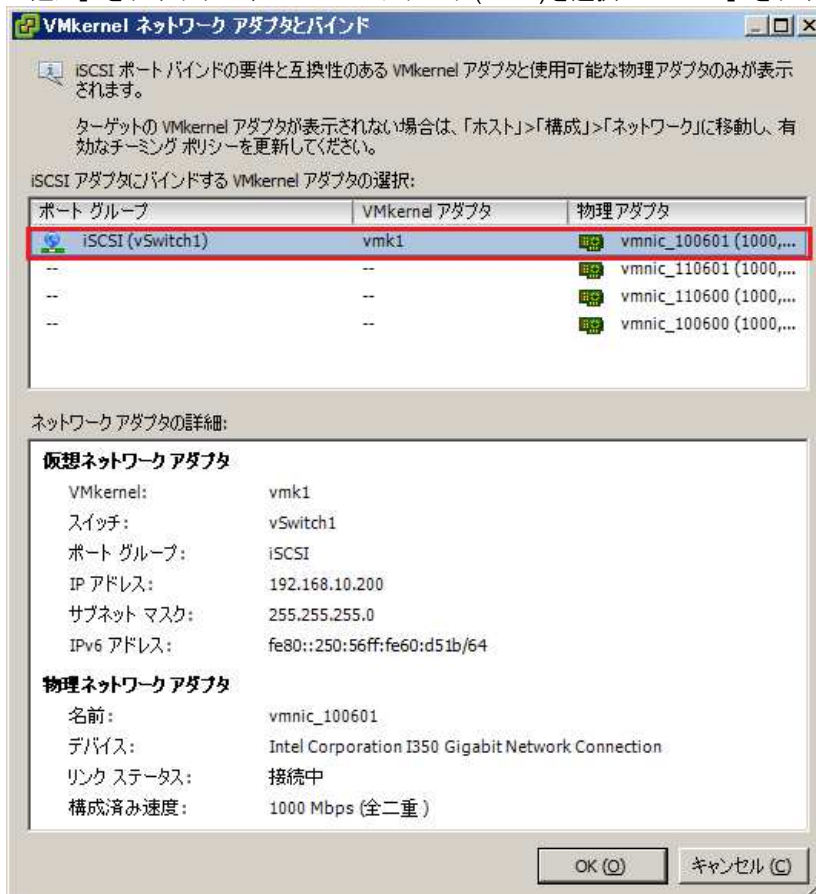 VMkernel ネットワーク アダプタとバインド
iSCSI ポート バインドの要件と互換性のある VMkernel アダプタと使用可能な物理アダプタのみが表示
されます。
ターゲットの VMkernel アダプタが表示されない場合は、「ホスト」>「構成」>「ネットワーク」に移動し、有
効なチーミング ポリシーを更新してください。
iSCSI アダプタにバインドする VMkernel アダプタの選択:
ポート グループ VMkernel アダプタ 物理アダプタ
iSCSI (vSwitch1) vmk1 vmnic_100601 (1000,...
-- -- vmnic_110601 (1000,...
-- -- vmnic_110600 (1000,...
-- -- vmnic_100600 (1000,...
ネットワーク アダプタの詳細:
仮想ネットワーク アダプタ
VMkernel: vmk1
スイッチ: vSwitch1
ポート グループ: iSCSI
IP アドレス: 192.168.10.200
サブネット マスク: 255.255.255.0
IPv6 アドレス: fe80::250:56ff:fe60:d51b/64
物理ネットワーク アダプタ
名前: vmnic_100601
デバイス: Intel Corporation I350 Gigabit Network Connection
リンク ステータス: 接続中
構成済み速度: 1000 Mbps (全二重 )
OK (O) キャンセル (C)